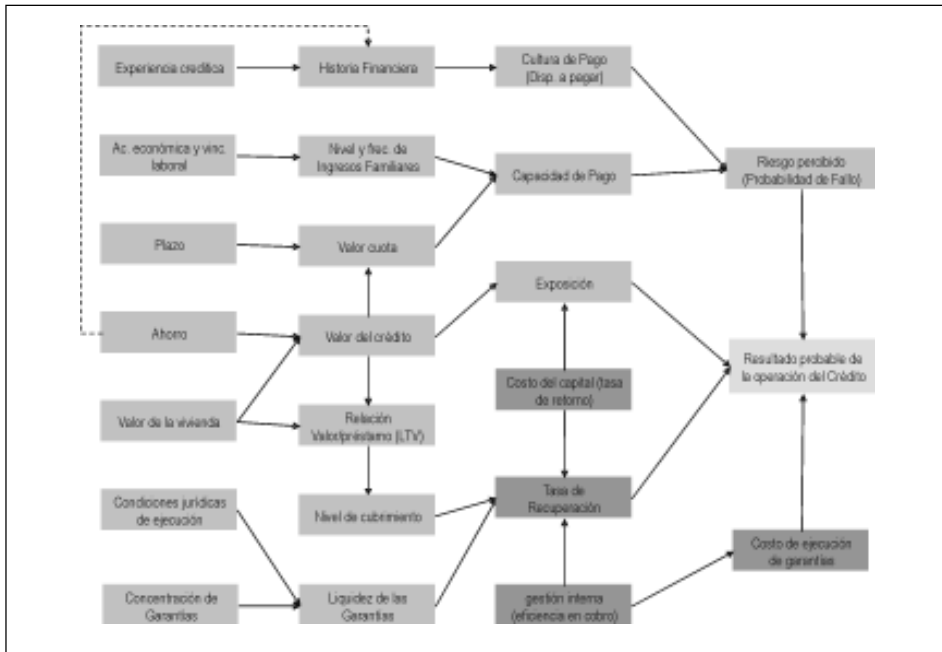 Experiencia creditica
Historia Financiera
Cultura de Pago
(Disp. a pagar)
Ac. económica y vinc.
laboral
Nivel y frec. de
Ingresos Familiares
Capacidad de Pago
Riesgo percibido
(Probabilidad de Fallo)
Plazo
Valor cuota
Exposición
Ahorro
Valor del crédito
Resultado probable de
la operación del Crédito
Costo del capital (tasa
de retorno)
Valor de la vivienda
Relación
Valor/préstamo (LTV)
Condiciones jurídicas
de ejecución
Nivel de cubrimiento
Tasa de
Recuperación
Costo de ejecución
de garantías
Concentración de
Garantías
Liquidez de las
Garantías
gestión interna
(eficiencia en cobro)